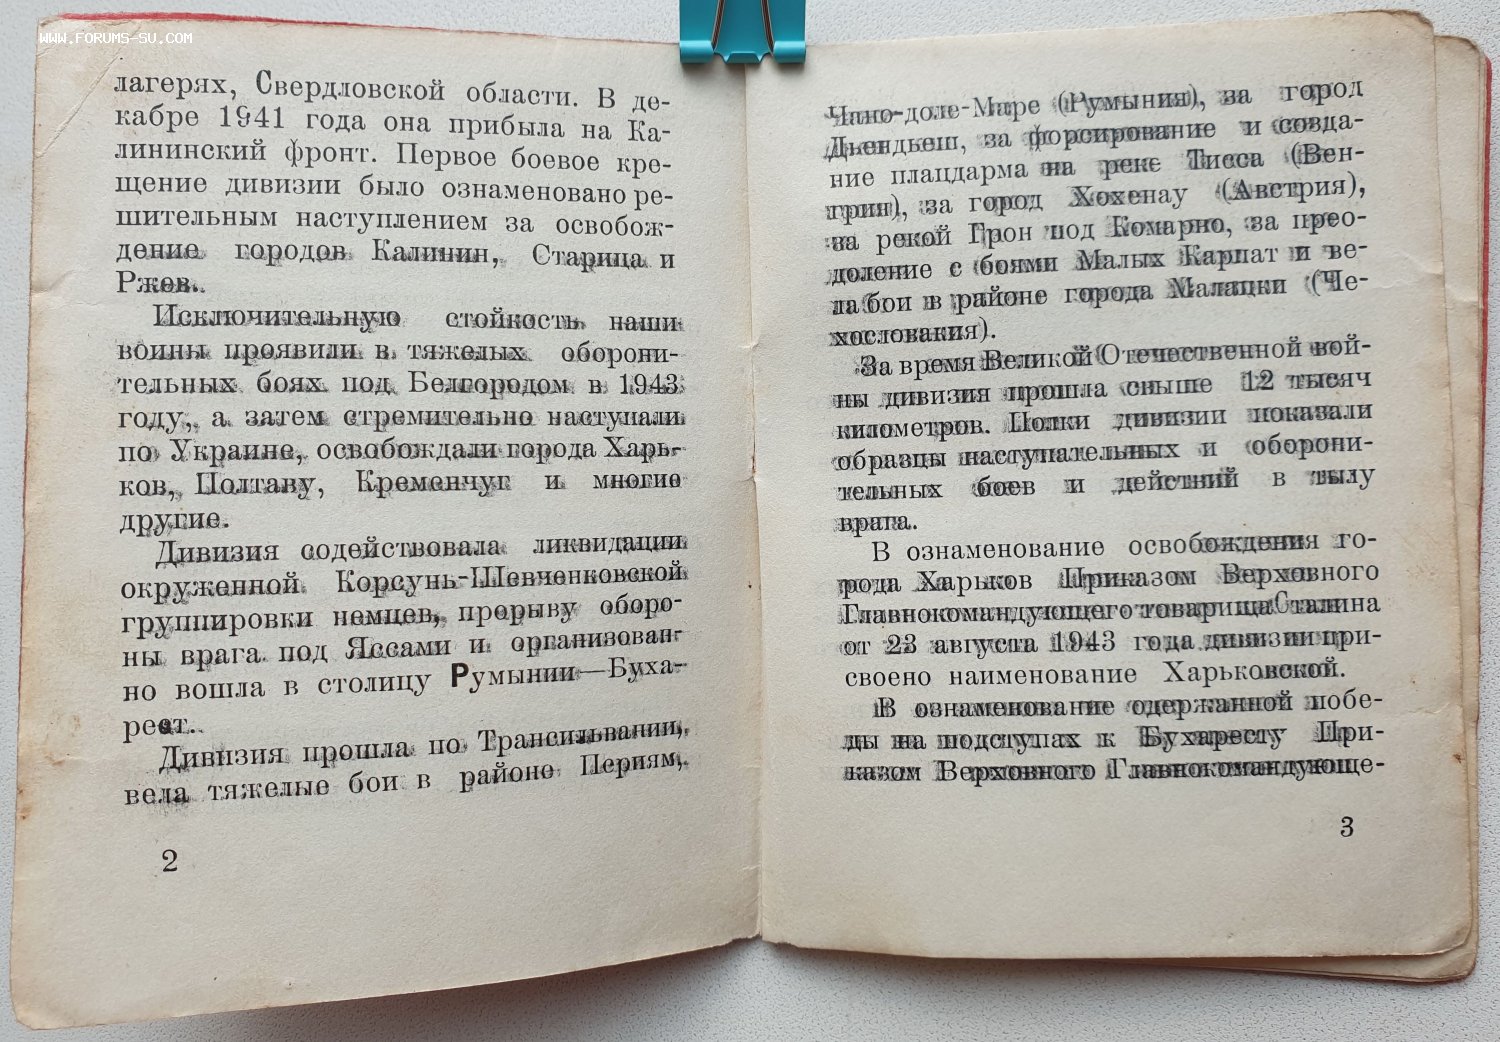 WWW.FORUMS-SU.COM
лагерях, Свердловской области. В де-
кабре 1941 года она прибыла на Ка-
лининский фронт. Первое боевое кре-
щение дивизии было ознаменовано ре-
шительным наступлением за освобож-
дение городов Калинин, Старица и
Ржев.
Исключительную стойкость наши
воины проявили в тяжелых оборони-
тельных боях под Белгородом в 1943
году, а затем стремительно наступали
по Украине, освобождали города Харь-
ков, Полтаву, Кременчуг и многие
другие.
Дивизия содействовала ликвидации
окруженной Корсунь-Шевченковской
группировки немцев, прорыву оборо-
ны врага под Яссами и организован-
но вошла в столицу Румынии—Буха-
рест.
Дивизия прошла по Трансильвании,
вела тяжелые бои в районе Периям,
2
Чано-доле-Маре (Румыния), за город
Дьендьеш, за форсирование и созда-
ние плацдарма на реке Тисса (Вен-
грия), за город Хохенау (Австрия),
за рекой Грон под Комарно, за прео-
доление с боями Малых Карпат и ве-
ла бои в районе города Малацки (Че-
хословакия).
За время Великой Отечественной вой-
ны дивизия прошла свыше 12 тысяч
километров. Полки дивизии показали
образцы наступательных и оборони-
тельных боев и действий в тылу
врага.
В ознаменование освобождения го-
рода Харьков Приказом Верховного
Главнокомандующего товарища Сталина
от 23 августа 1943 года дивизии при-
своено наименование Харьковской.
В ознаменование одержанной побе-
ды на подступах к Бухаресту При-
казом Верховного Главнокомандующе-
3